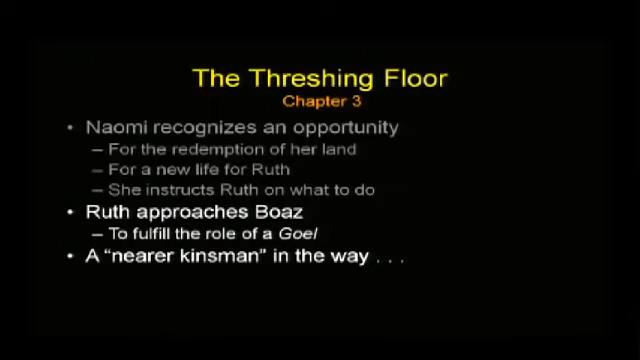 The Threshing Floor
Chapter 3
• Naomi recognizes an opportunity
– For the redemption of her land
– For a new life for Ruth
– She instructs Ruth on what to do
• Ruth approaches Boaz
– To fulfill the role of a Goel
• A “nearer kinsman” in the way . . .